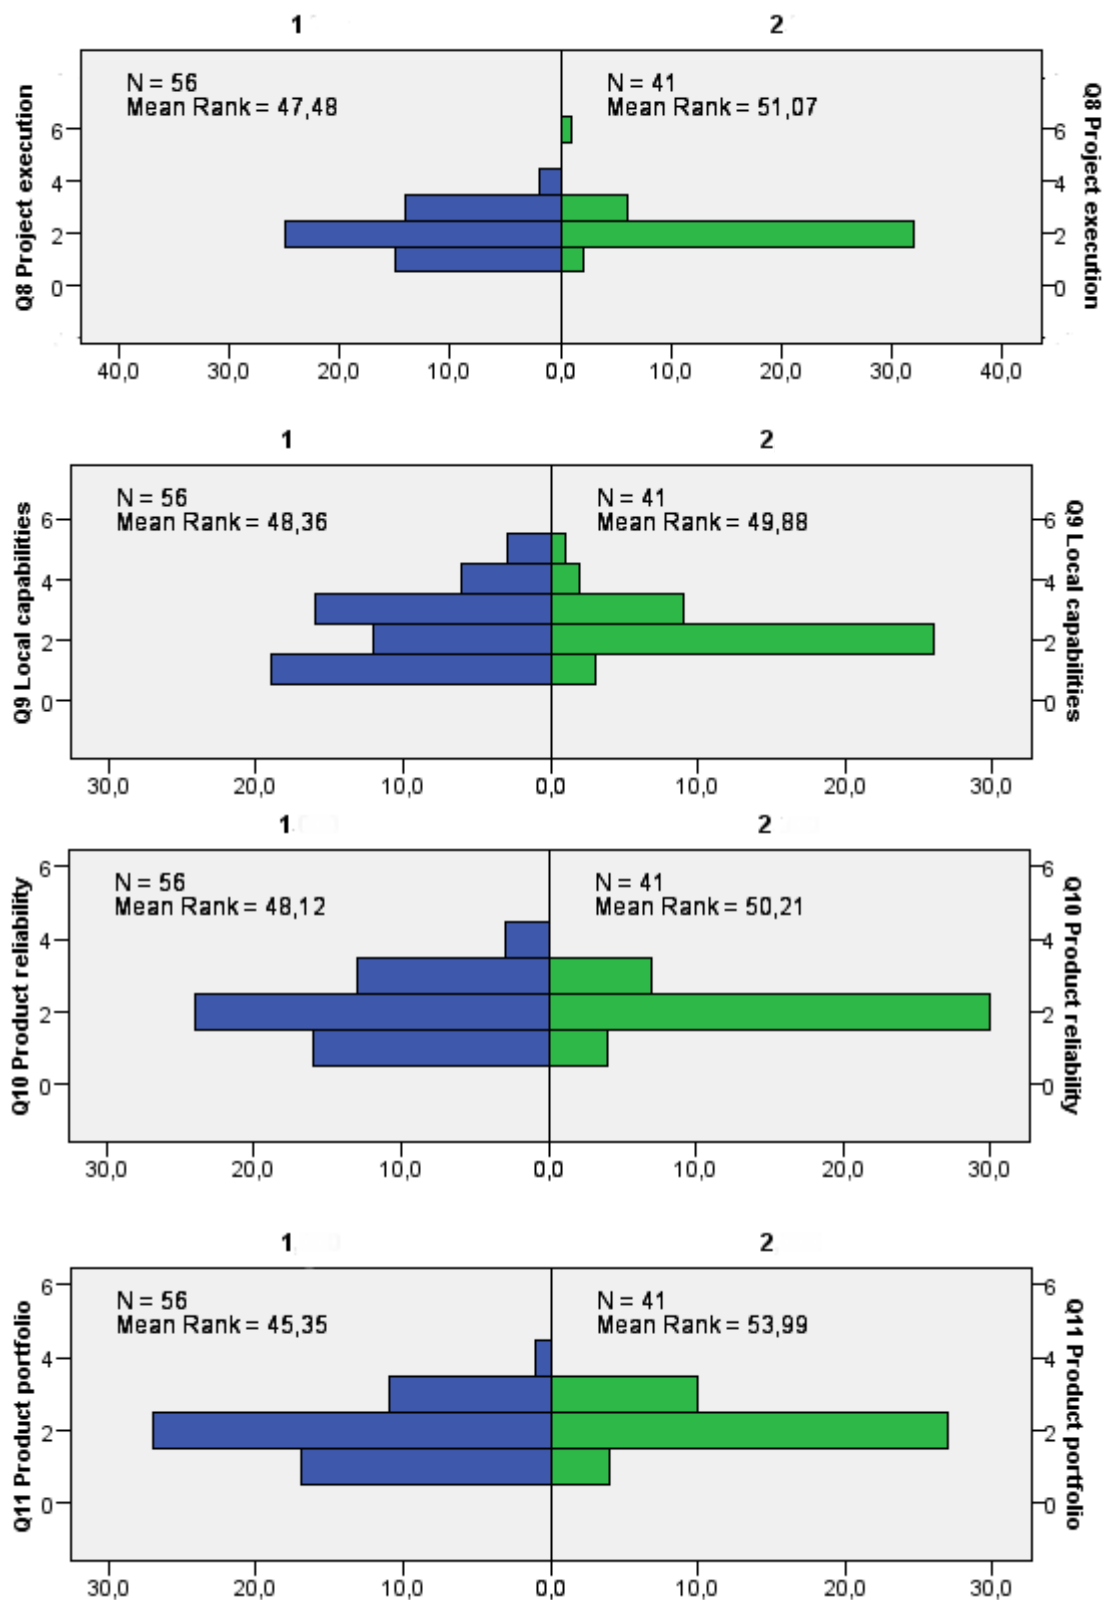 1 2
N = 56 N = 41
Mean Rank = 47,48 Mean Rank = 51,07
Q8 Project execution
6 6
4 4
2 2
0 0
Q8 Project execution
40,0 30,0 20,0 10,0 0,0 10,0 20,0 30,0 40,0
1 2
N = 56 N = 41
Mean Rank = 48,36 Mean Rank = 49,88
Q9 Local capabilities
6 6
4 4
2 2
0 0
Q9 Local capabilities
30,0 20,0 10,0 0,0 10,0 20,0 30,0
1 2
N = 56 N = 41
Mean Rank = 48,12 Mean Rank = 50,21
Q10 Product reliability
6 6
4 4
2 2
0 0
Q10 Product reliability
30,0 20,0 10,0 0,0 10,0 20,0 30,0
1 2
N = 56 N = 41
Mean Rank = 45,35 Mean Rank = 53,99
Q11 Product portfolio
6 6
4 4
2 2
0 0
Q11 Product portfolio
30,0 20,0 10,0 0,0 10,0 20,0 30,0